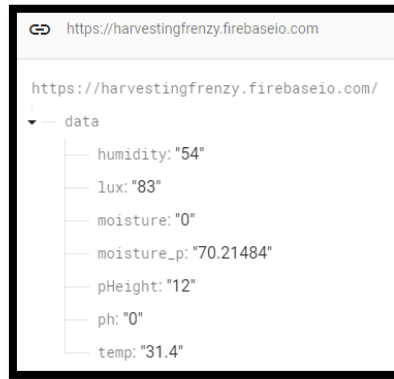 https://harvestingfrenzy.firebaseio.com
https://harvestingfrenzy.firebaseio.com/
data
humidity: "54"
lux: "83"
moisture: "0"
moisture_p: "70.21484"
pHeight: "12"
ph: "0"
temp: "31.4"